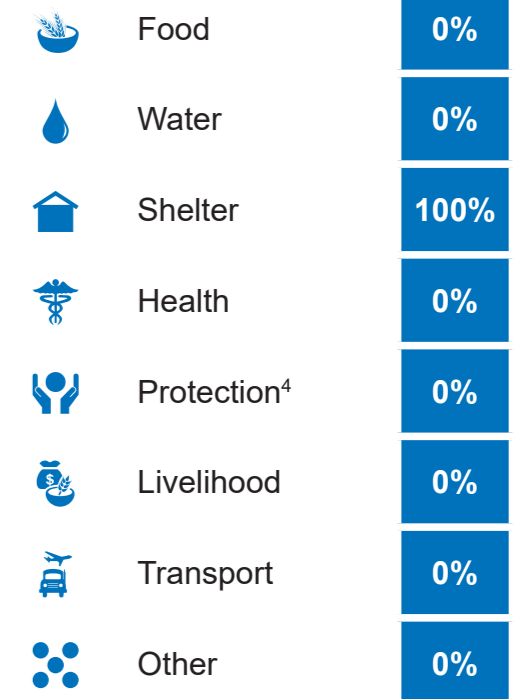 Food 0%
Water 0%
Shelter 100%
Health 0%
Protection⁴ 0%
Livelihood 0%
Transport 0%
Other 0%